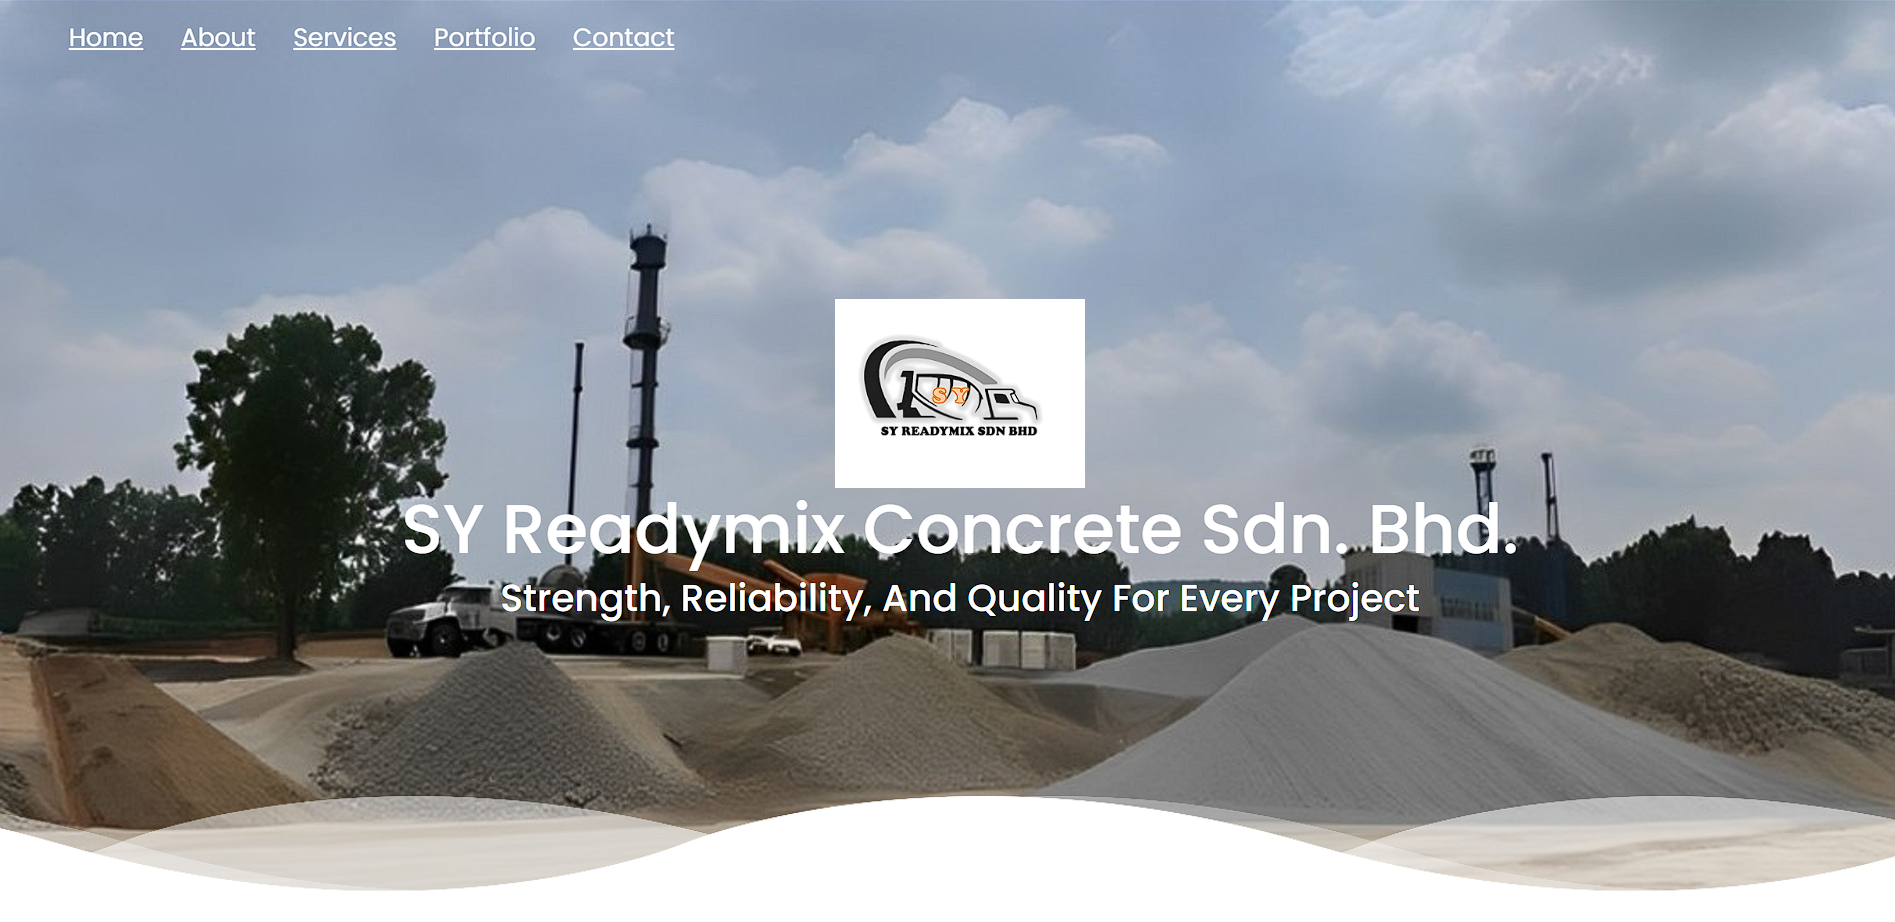 Home About Services Portfolio Contact
SY
SY READYMIX SDN BHD
SY Readymix Concrete Sdn. Bhd.
Strength, Reliability, And Quality For Every Project